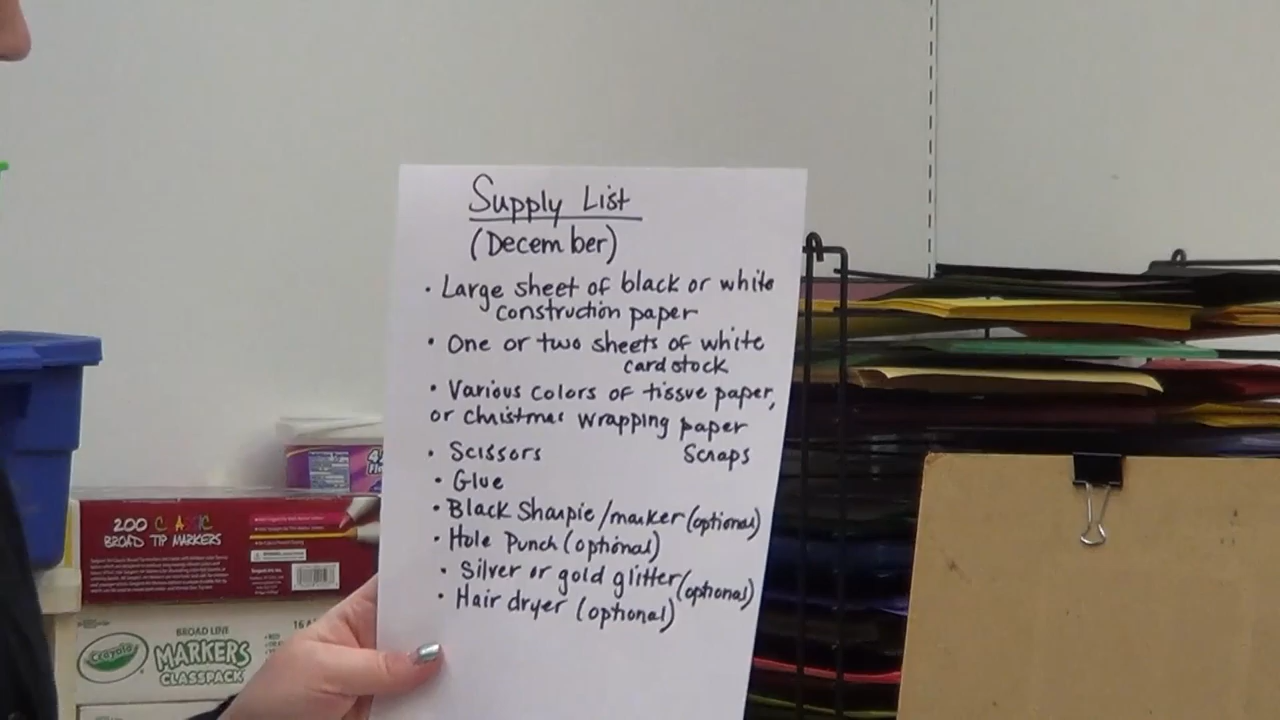 Supply List
(December)
· Large sheet of black or white
construction paper
· One or two sheets of white
card stock
· Various colors of tissue paper,
or christmas wrapping paper
scraps
· Scissors
· Glue
· Black Sharpie/marker (optional)
· Hole Punch (optional)
· Silver or gold glitter (optional)
· Hair dryer (optional)
200 CLASSIC
BROAD TIP MARKERS
BROAD LINE
Crayola
MARKERS
CLASSPACK